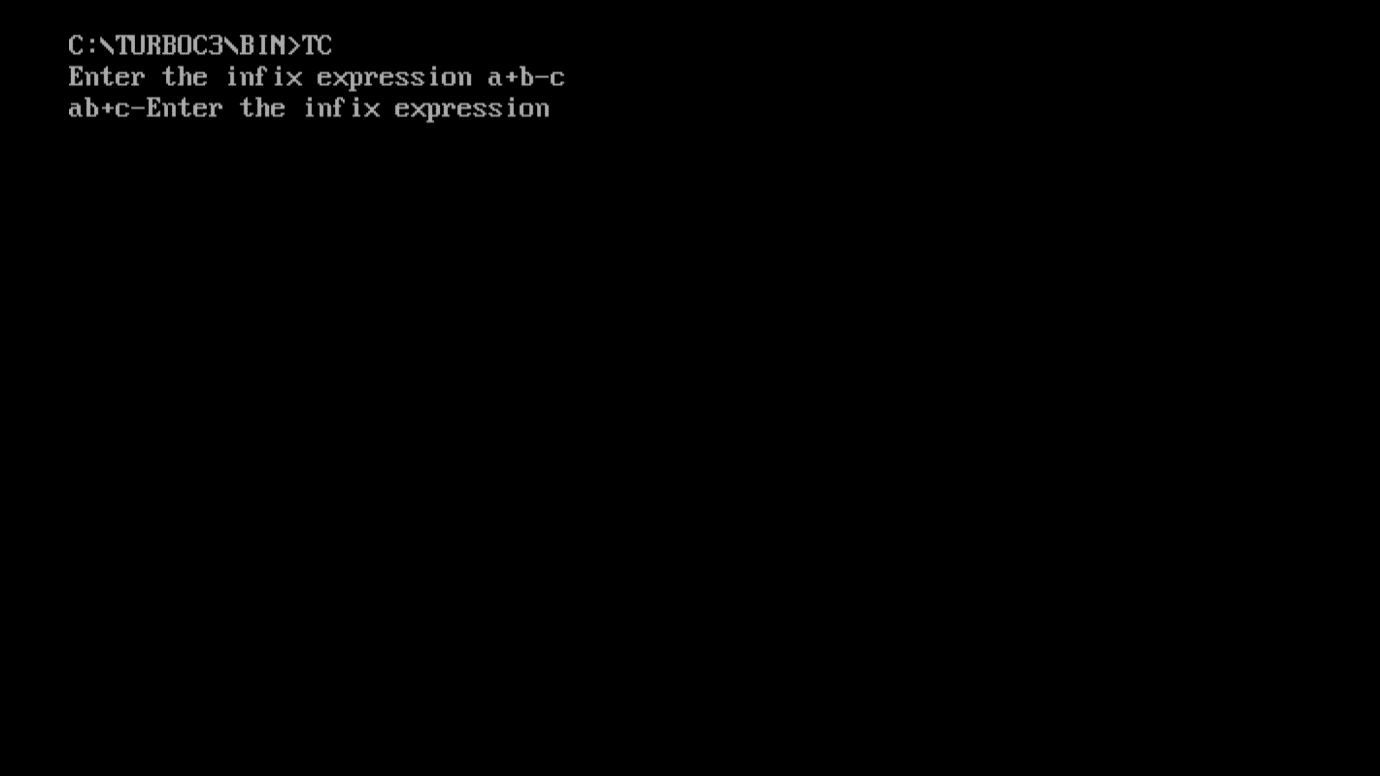 C:\TURBOC3\BIN>TC
Enter the infix expression a+b-c
ab+c-Enter the infix expression